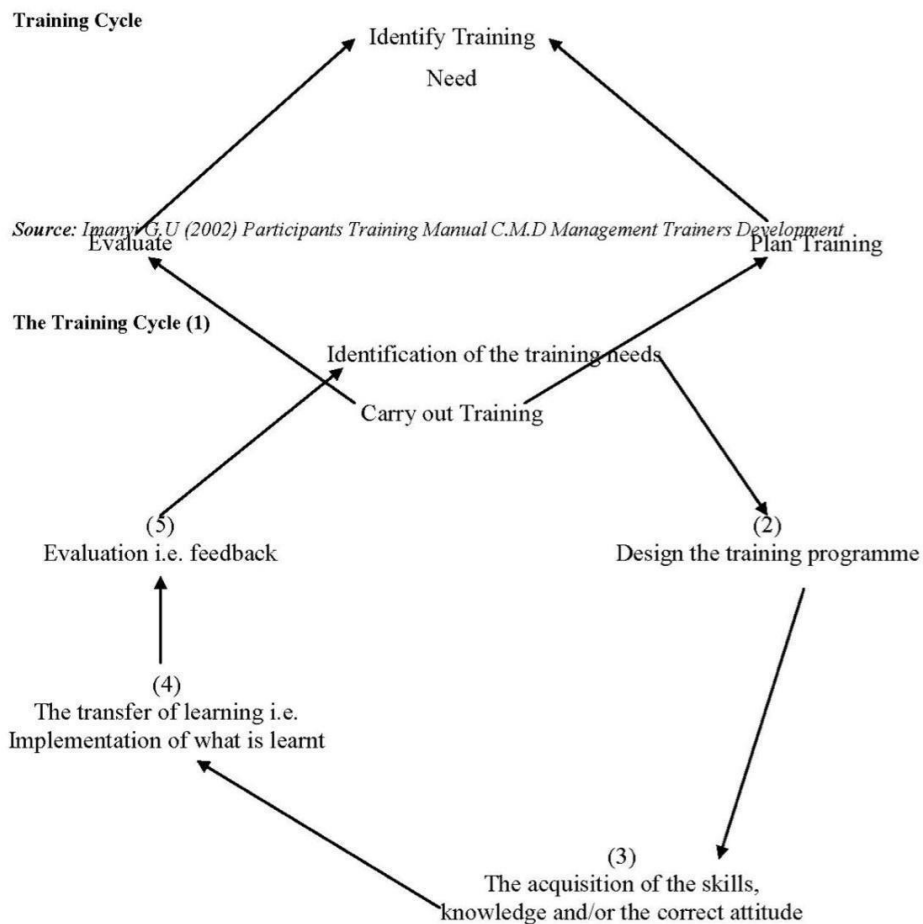 Training Cycle
Identify Training
Need
Source: Imanyi G.U (2002) Participants Training Manual C.M.D Management Trainers Development .
Evaluate
Plan Training
The Training Cycle (1)
Identification of the training needs
Carry out Training
(5)
Evaluation i.e. feedback
(2)
Design the training programme
(4)
The transfer of learning i.e.
Implementation of what is learnt
(3)
The acquisition of the skills,
knowledge and/or the correct attitude